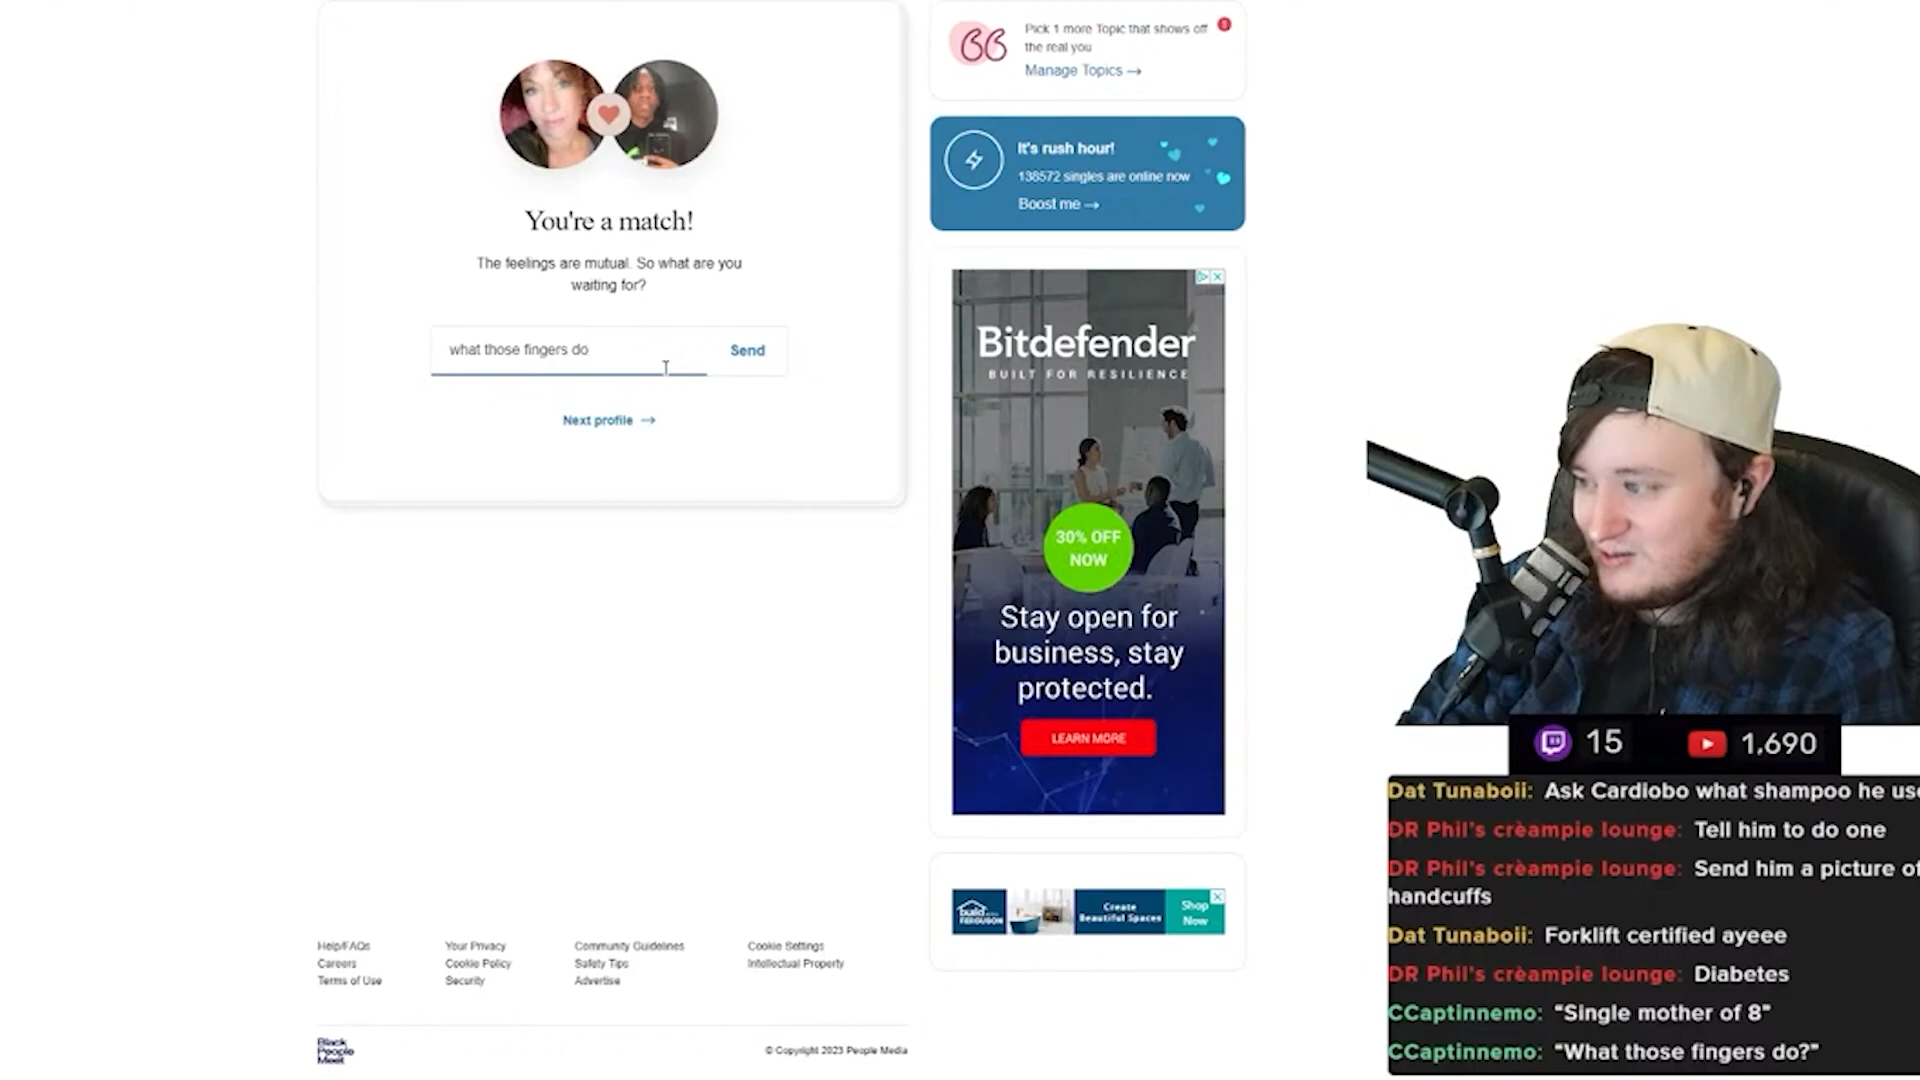 You're a match!
The feelings are mutual. So what are you
waiting for?
what those fingers do
Send
Next profile →
Pick 1 more Topic that shows off
the real you
Manage Topics →
It's rush hour!
138572 singles are online now
Boost me →
Bitdefender
BUILT FOR RESILIENCE
30% OFF
NOW
Stay open for
business, stay
protected.
LEARN MORE
build
FERGUSON
Create
Beautiful Spaces
Shop
Now
15
1,690
Dat Tunaboii: Ask Cardlobo what shampoo he use
DR Phil's crèampie lounge: Tell him to do one
DR Phil's crèampie lounge: Send him a picture of
handcuffs
Dat Tunaboii: Forklift certified ayeee
DR Phil's crèampie lounge: Diabetes
CCaptinnemo: "Single mother of 8"
CCaptinnemo: "What those fingers do?"
Help/FAQs
Careers
Terms of Use
Your Privacy
Cookie Policy
Security
Community Guidelines
Safety Tips
Advertise
Cookie Settings
Intellectual Property
Black
People
Meet
© Copyright 2023 People Media